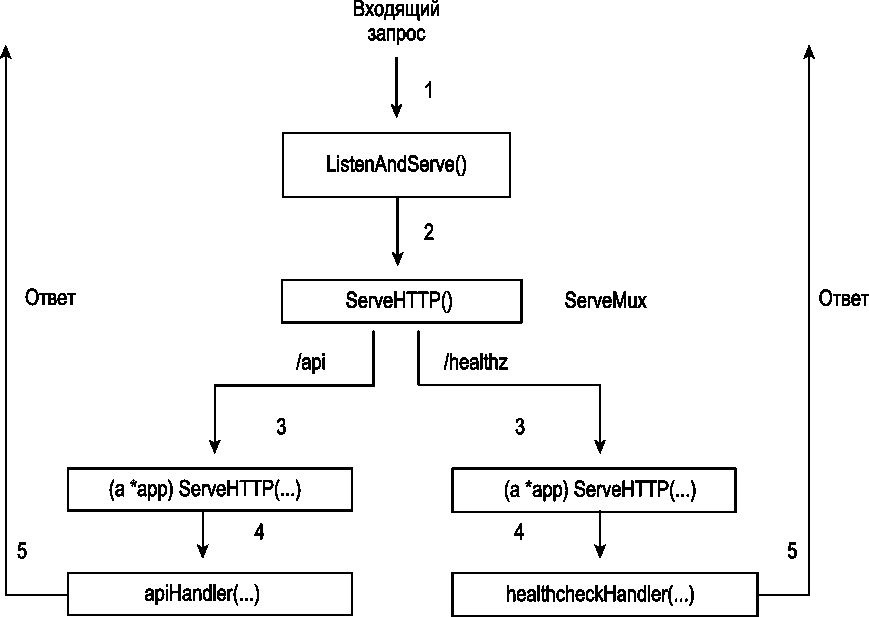 Входящий
запрос
1
ListenAndServe()
2
Ответ
ServeHTTP()
ServeMux
Ответ
/api
/healthz
3
3
(a *app) ServeHTTP(...)
(a *app) ServeHTTP(...)
4
4
5
5
apiHandler(...)
healthcheckHandler(...)